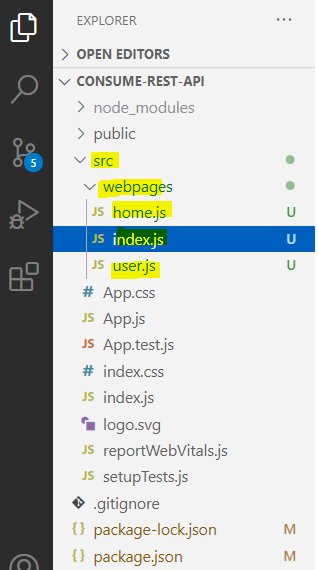 EXPLORER
OPEN EDITORS
CONSUME-REST-API
node_modules
public
src
webpages
JS home.js U
JS index.js U
JS user.js U
# App.css
JS App.js
JS App.test.js
# index.css
JS index.js
logo.svg
JS reportWebVitals.js
JS setupTests.js
.gitignore
{} package-lock.json M
{} package.json M
5